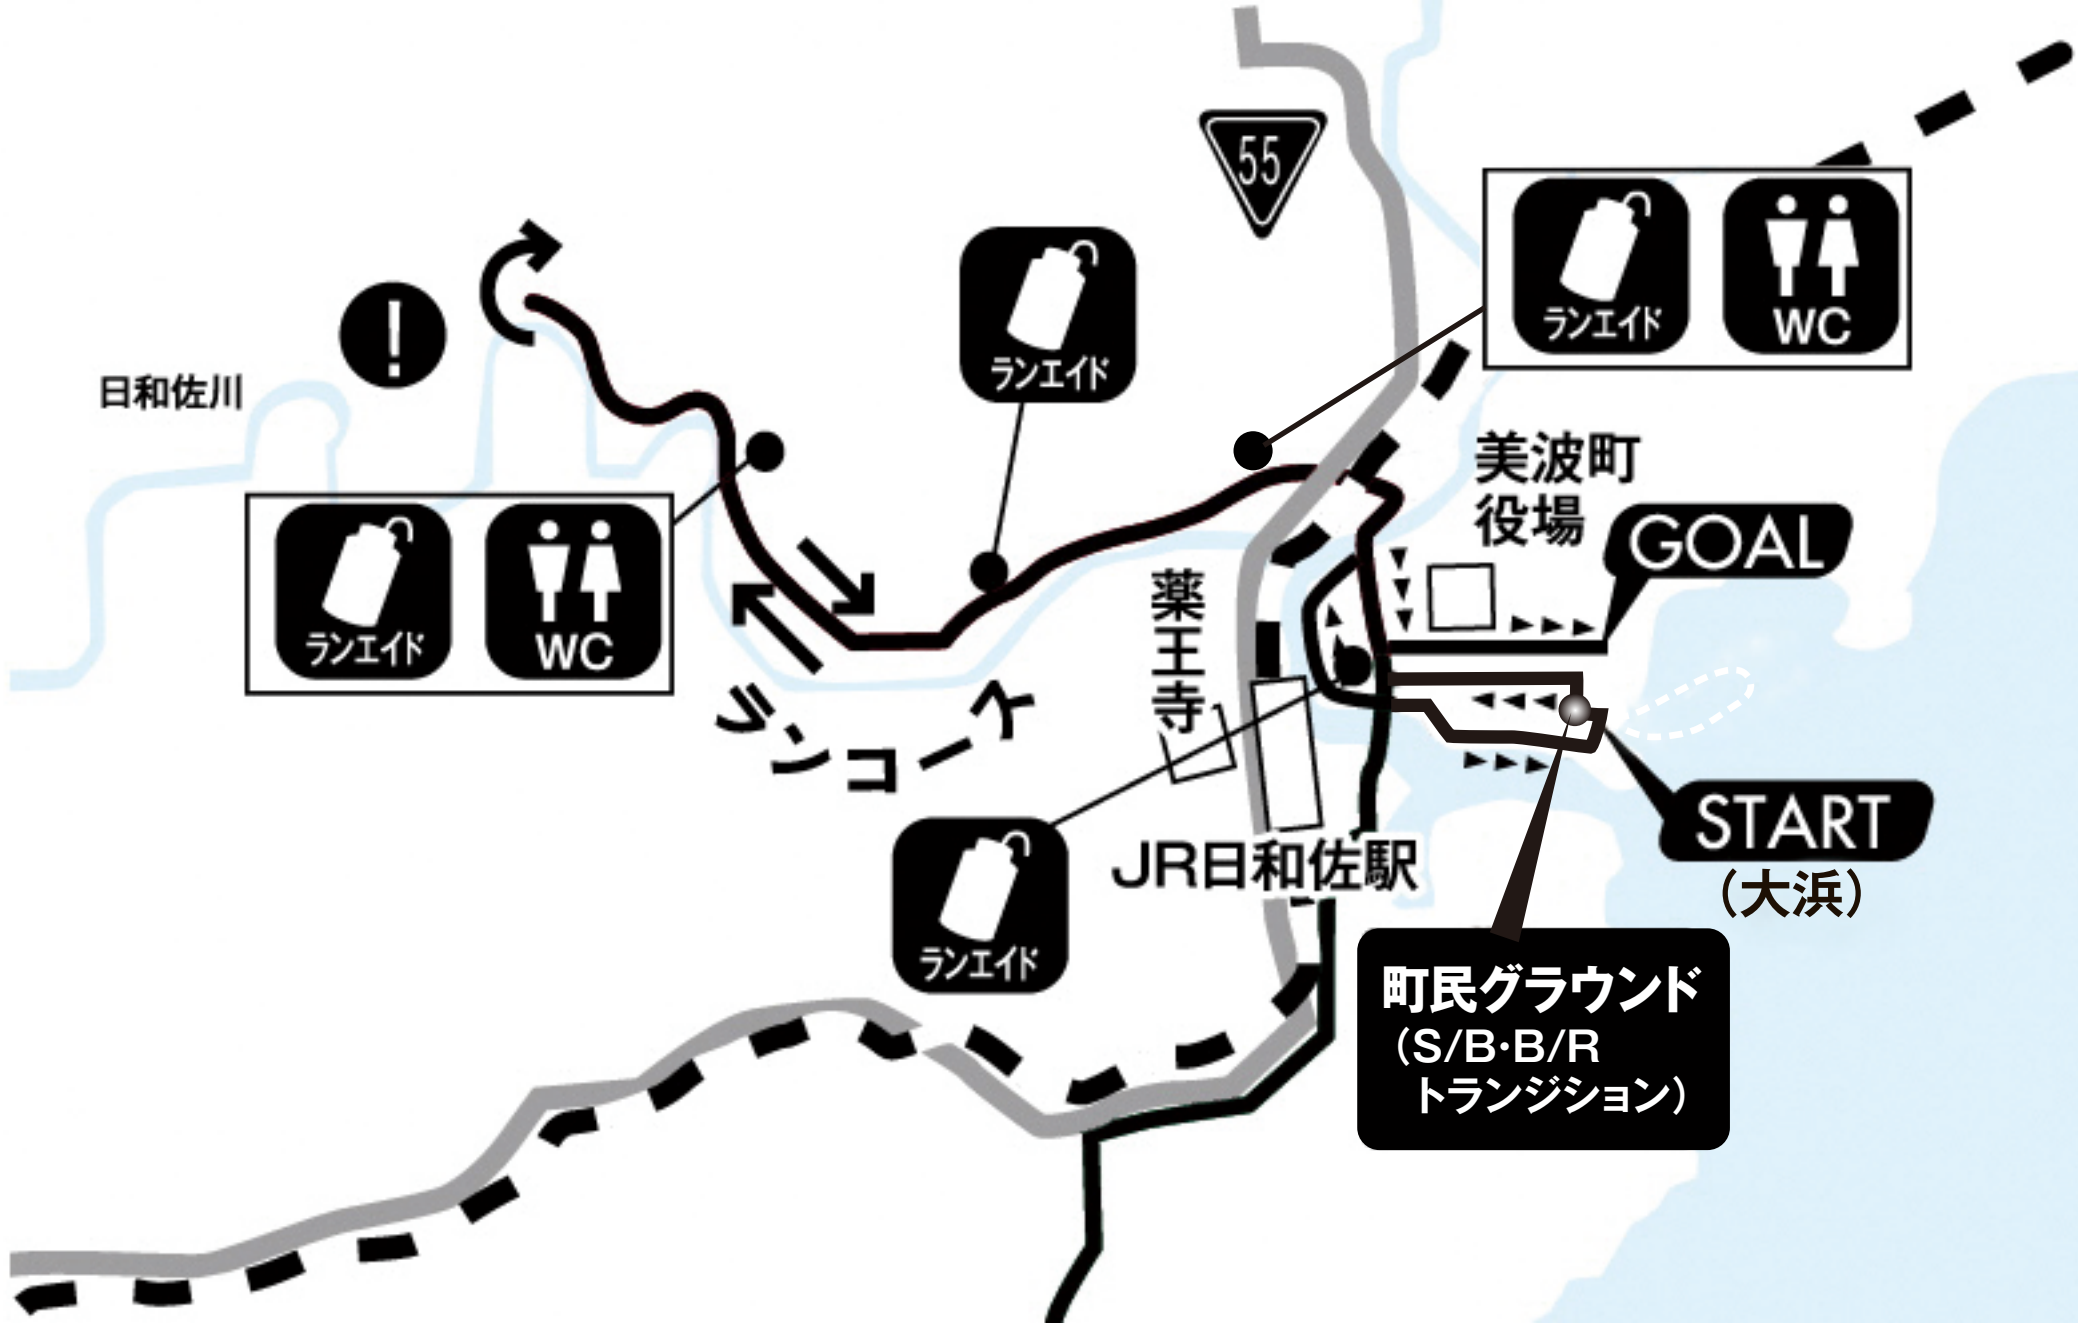 55
ランエイド
WC
ランエイド
!
日和佐川
美波町
役場
GOAL
ランエイド
WC
薬王寺
ランコース
START
(大浜)
JR日和佐駅
ランエイド
町民グラウンド
(S/B・B/R
トランジション)